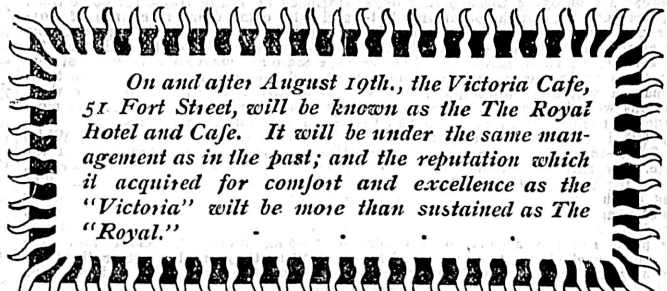 On and after August 19th., the Victoria Cafe,
51 Fort Street, will be known as the The Royal
Hotel and Cafe. It will be under the same man-
agement as in the past; and the reputation which
it acquired for comfort and excellence as the
"Victoria" wilt be more than sustained as The
"Royal."